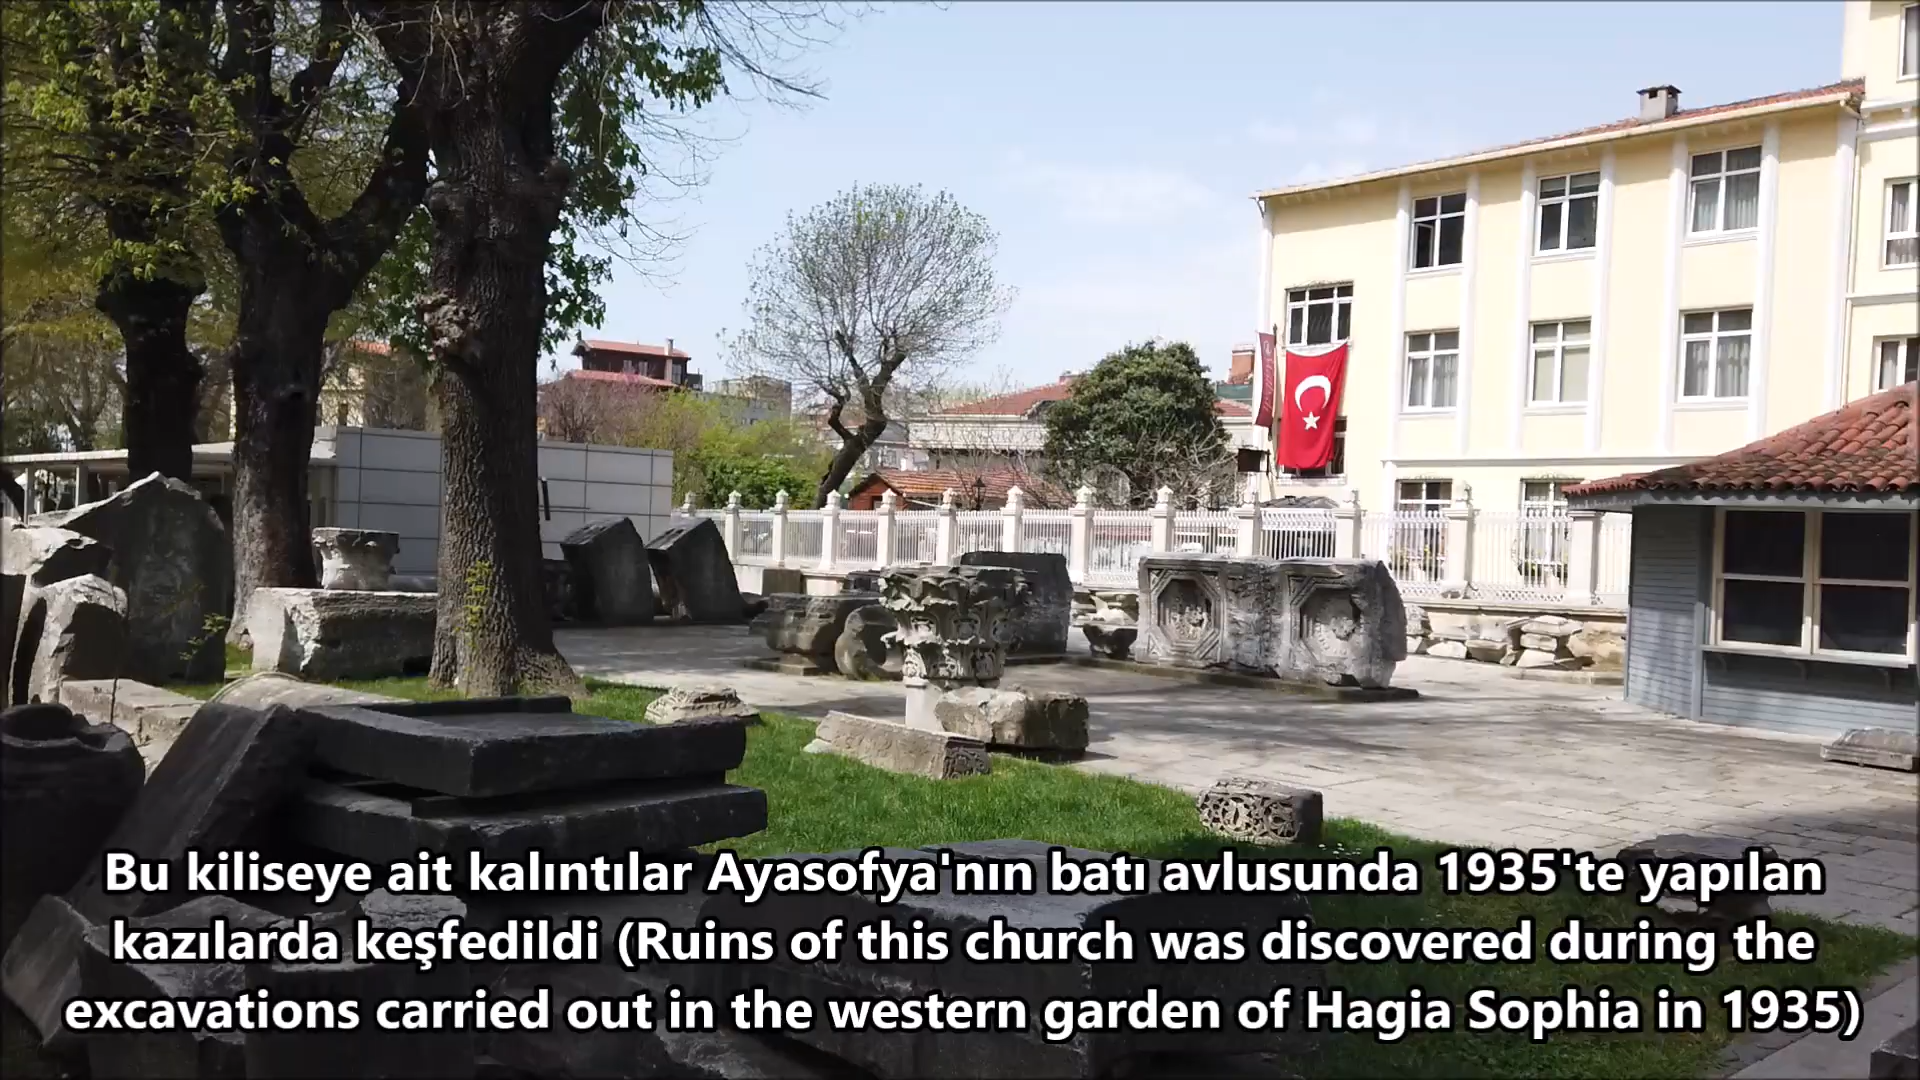 Bu kiliseye ait kalıntılar Ayasofya'nın batı avlusunda 1935'te yapılan
kazılarda keşfedildi (Ruins of this church was discovered during the
excavations carried out in the western garden of Hagia Sophia in 1935)